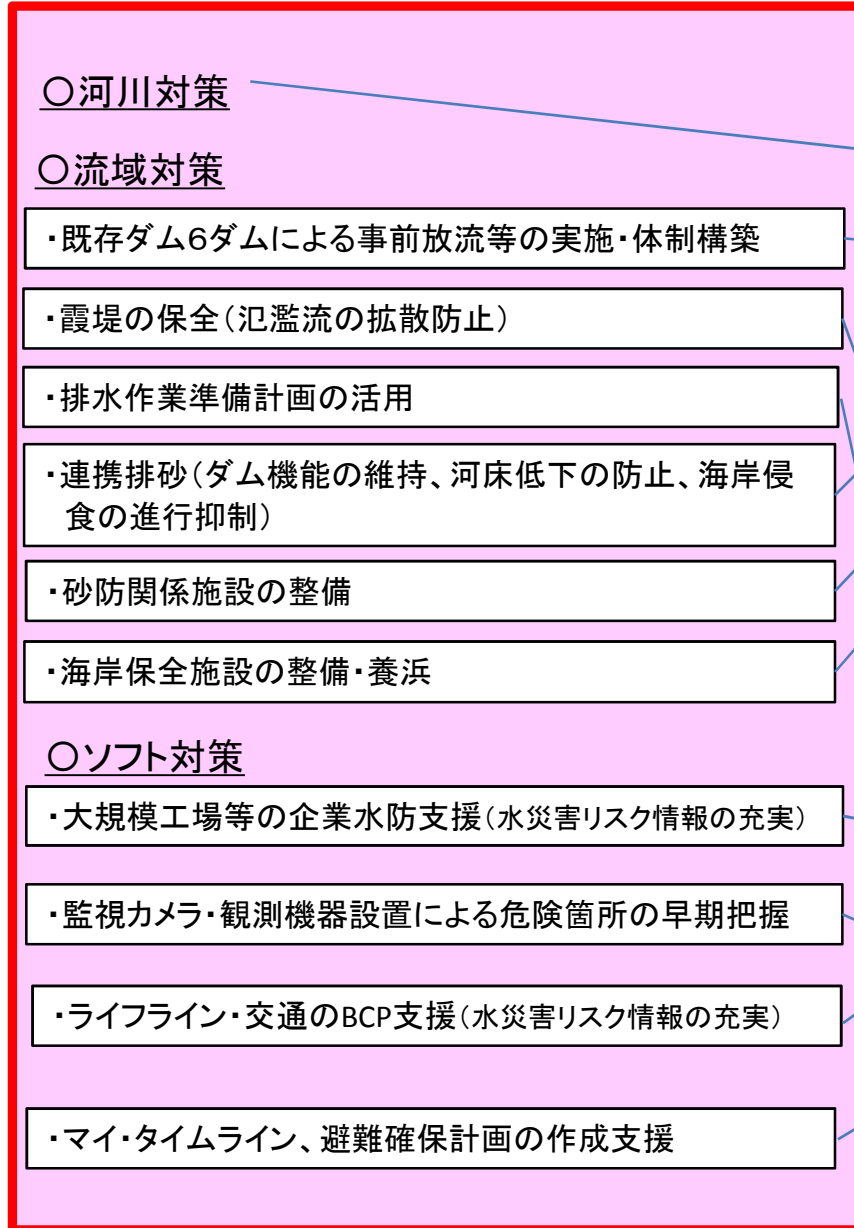 〇河川対策
〇流域対策
・既存ダム６ダムによる事前放流等の実施・体制構築
・霞堤の保全（氾濫流の拡散防止）
・排水作業準備計画の活用
・連携排砂（ダム機能の維持、河床低下の防止、海岸侵
食の進行抑制）
・砂防関係施設の整備
・海岸保全施設の整備・養浜
〇ソフト対策
・大規模工場等の企業水防支援（水災害リスク情報の充実）
・監視カメラ・観測機器設置による危険箇所の早期把握
・ライフライン・交通のBCP支援（水災害リスク情報の充実）
・マイ・タイムライン、避難確保計画の作成支援